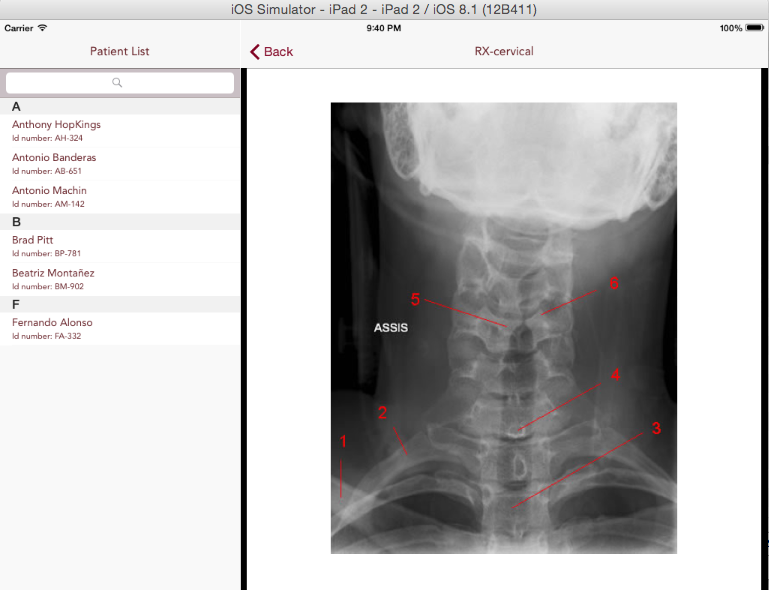 iOS Simulator - iPad 2 - iPad 2 / iOS 8.1 (12B411)
Carrier 9:40 PM 100%
Patient List
Back RX-cervical
A
Anthony HopKings
Id number: AH-324
Antonio Banderas
Id number: AB-651
Antonio Machin
Id number: AM-142
B
Brad Pitt
Id number: BP-781
Beatriz Montañez
Id number: BM-902
F
Fernando Alonso
Id number: FA-332
6
5
ASSIS
4
2
3
1